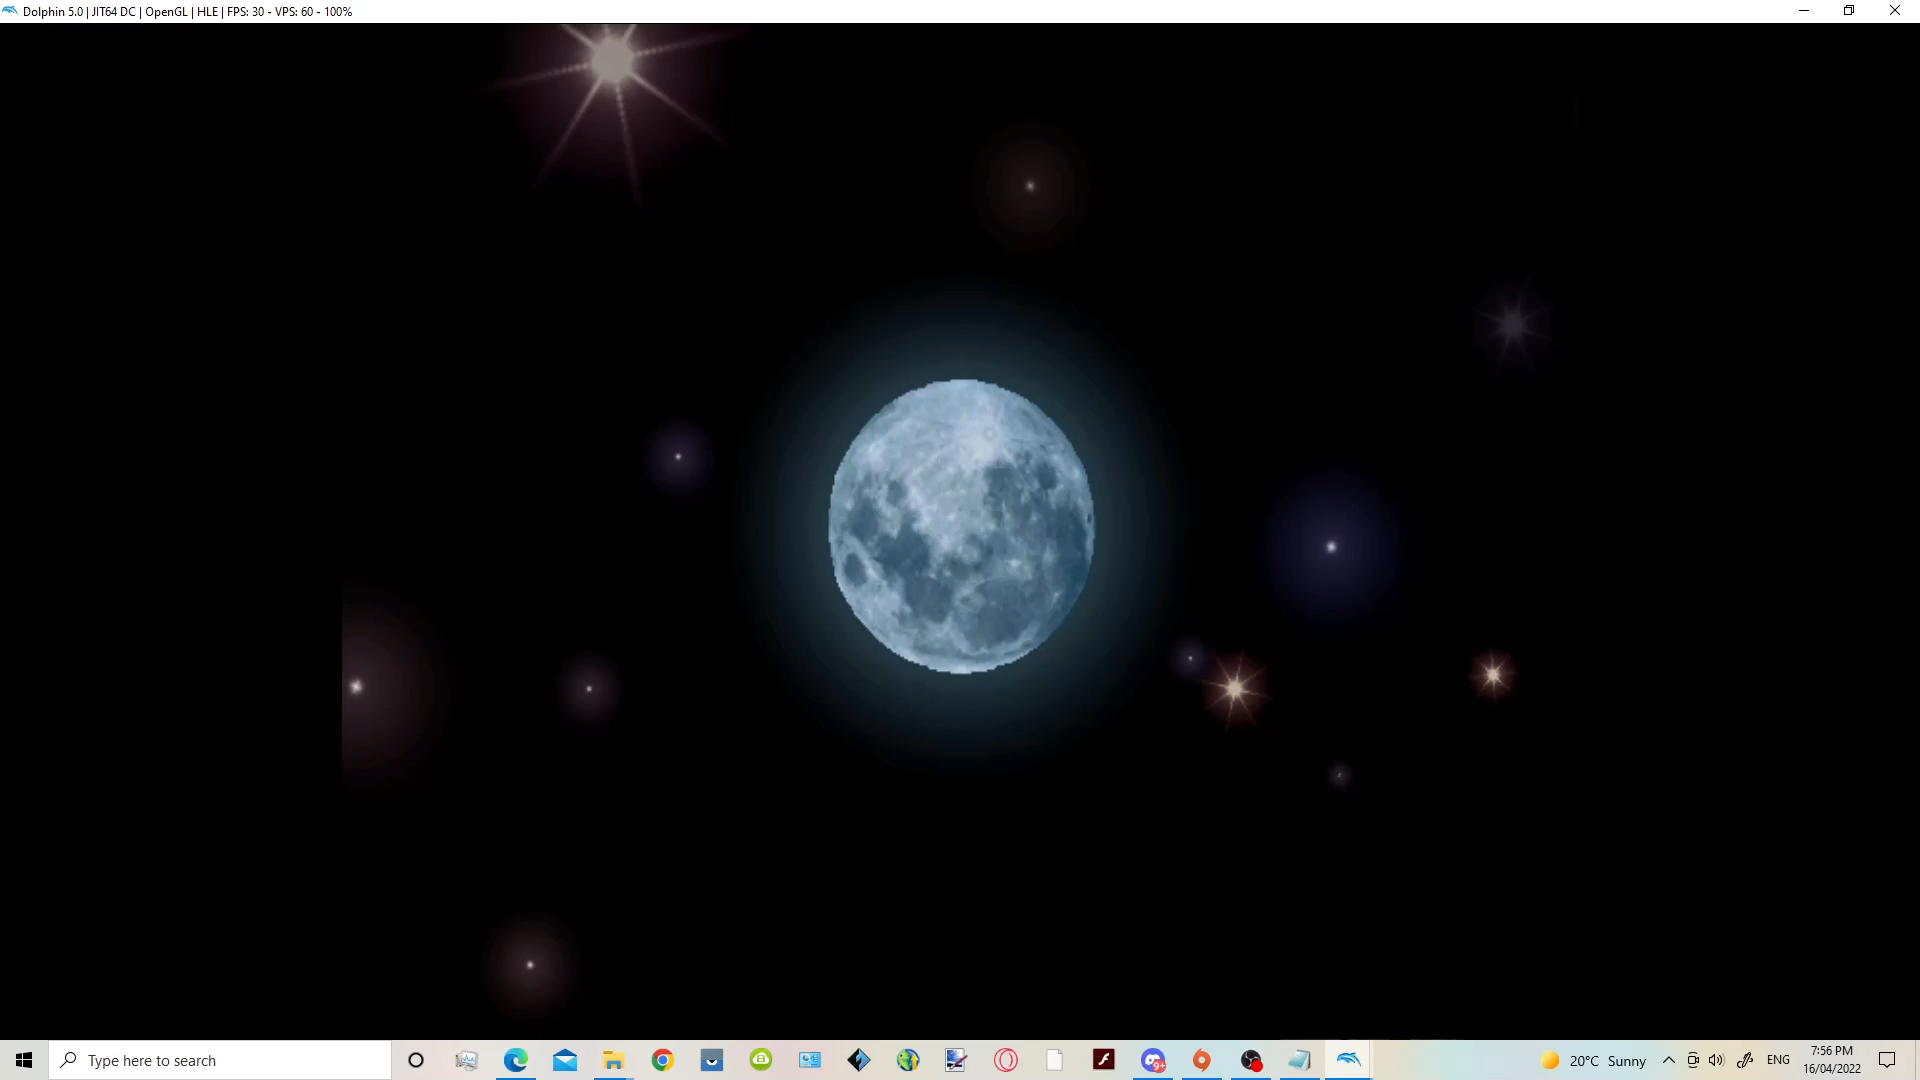 Dolphin 5.0 | JIT64 DC | OpenGL | HLE | FPS: 30 - VPS: 60 - 100%
Type here to search
9+
20°C Sunny
ENG
7:56 PM
16/04/2022